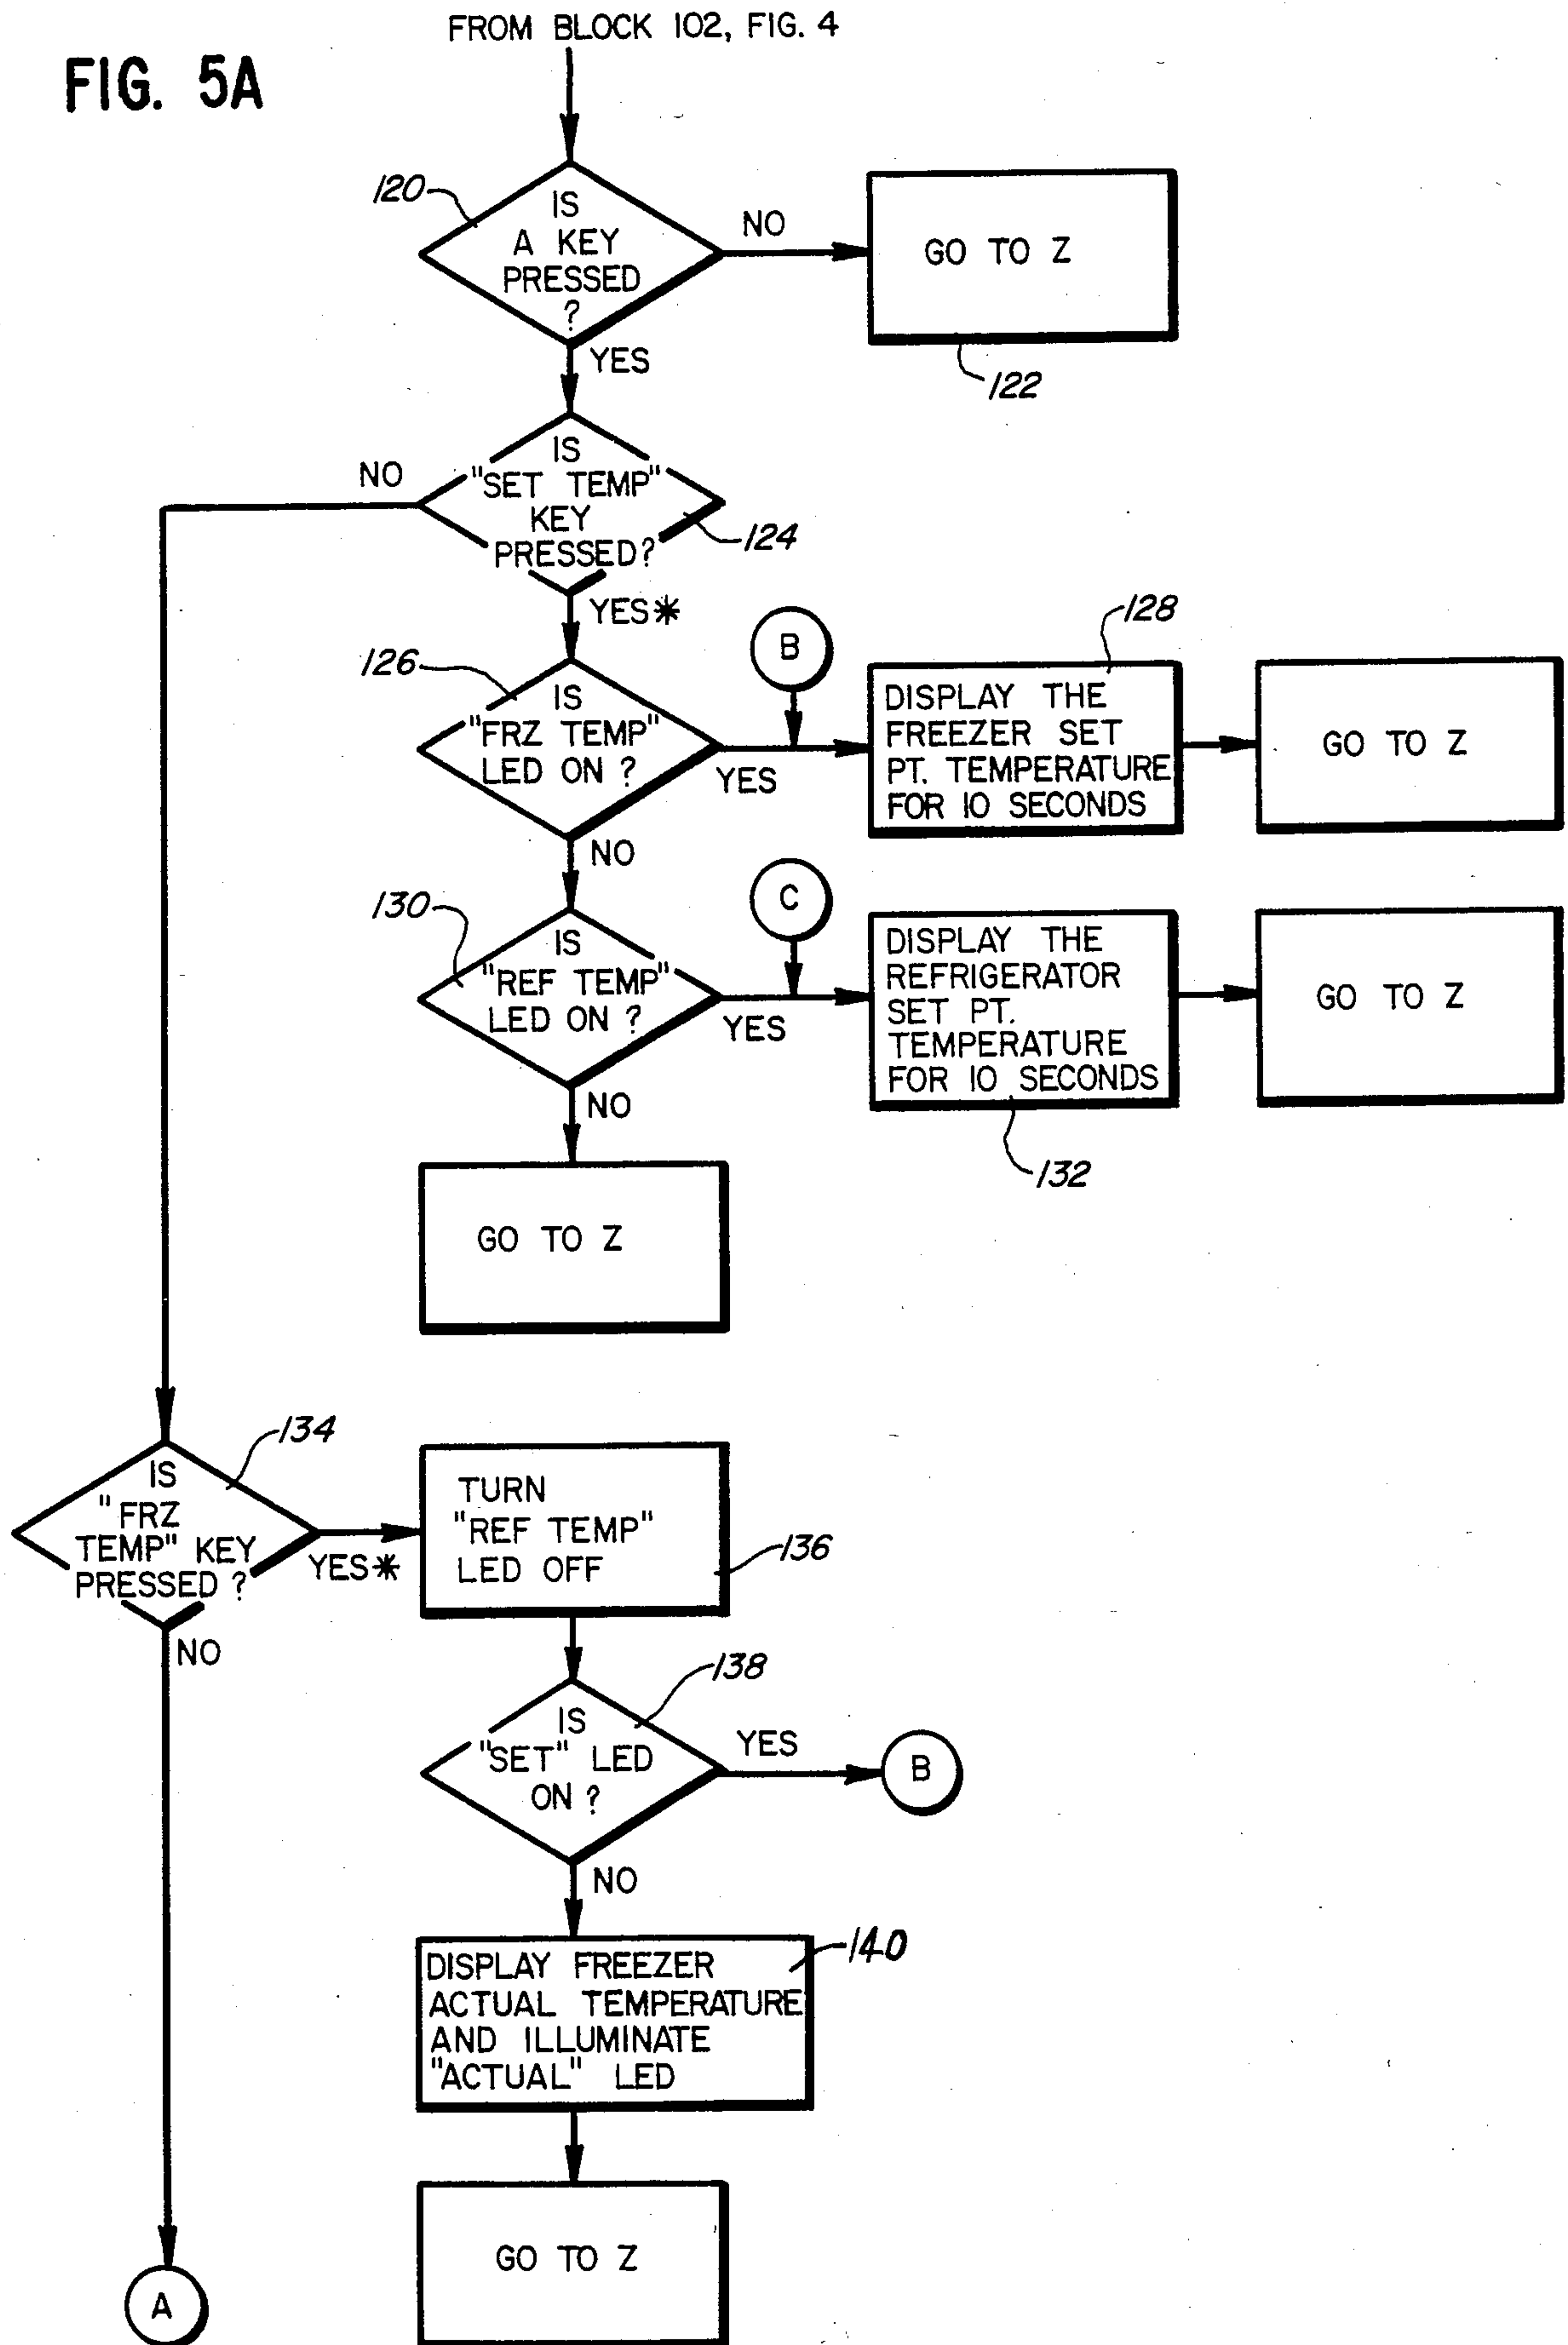 FROM BLOCK 102, FIG. 4
FIG. 5A
120
IS
A KEY
PRESSED
?
NO
GO TO Z
122
YES
IS
"SET TEMP"
KEY
PRESSED?
NO
124
YES*
126
IS
"FRZ TEMP"
LED ON ?
YES
B
128
DISPLAY THE
FREEZER SET
PT. TEMPERATURE
FOR 10 SECONDS
GO TO Z
NO
130
IS
"REF TEMP"
LED ON ?
YES
C
DISPLAY THE
REFRIGERATOR
SET PT.
TEMPERATURE
FOR 10 SECONDS
132
GO TO Z
NO
GO TO Z
134
IS
"FRZ
TEMP" KEY
PRESSED ?
YES*
TURN
"REF TEMP"
LED OFF
136
NO
138
IS
"SET" LED
ON ?
YES
B
NO
140
DISPLAY FREEZER
ACTUAL TEMPERATURE
AND ILLUMINATE
"ACTUAL" LED
GO TO Z
A